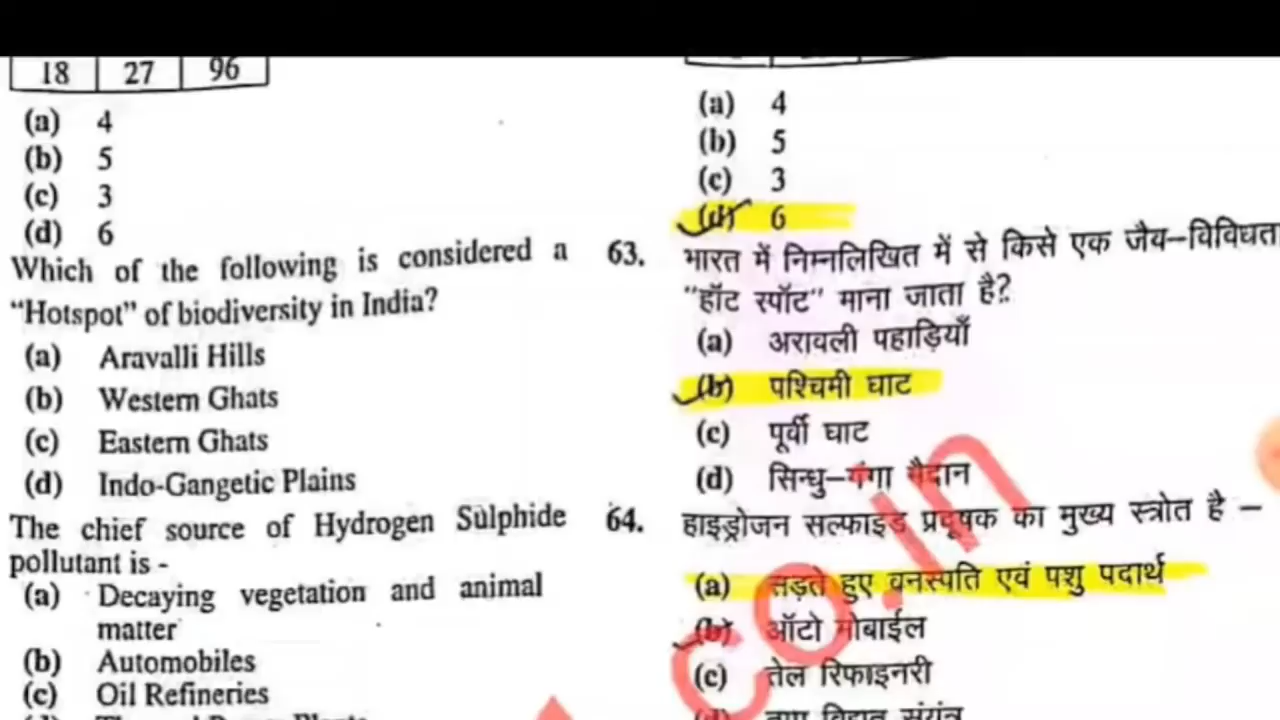 18 27 96
(a) 4
(b) 5
(c) 3
(d) 6
Which of the following is considered a
"Hotspot" of biodiversity in India?
(a) Aravalli Hills
(b) Western Ghats
(c) Eastern Ghats
(d) Indo-Gangetic Plains
The chief source of Hydrogen Sulphide
pollutant is -
(a) Decaying vegetation and animal
matter
(b) Automobiles
(c) Oil Refineries
(a) 4
(b) 5
(c) 3
(d) 6
63. भारत में निम्नलिखित में से किसे एक जैव-विविधता
"हॉट स्पॉट" माना जाता है?
(a) अरावली पहाड़ियाँ
(b) पश्चिमी घाट
(c) पूर्वी घाट
(d) सिन्धु-गंगा मैदान
64. हाइड्रोजन सल्फाइड प्रदूषक का मुख्य स्त्रोत है -
(a) सड़ते हुए वनस्पति एवं पशु पदार्थ
(b) ऑटो मोबाईल
(c) तेल रिफाइनरी
.co.in